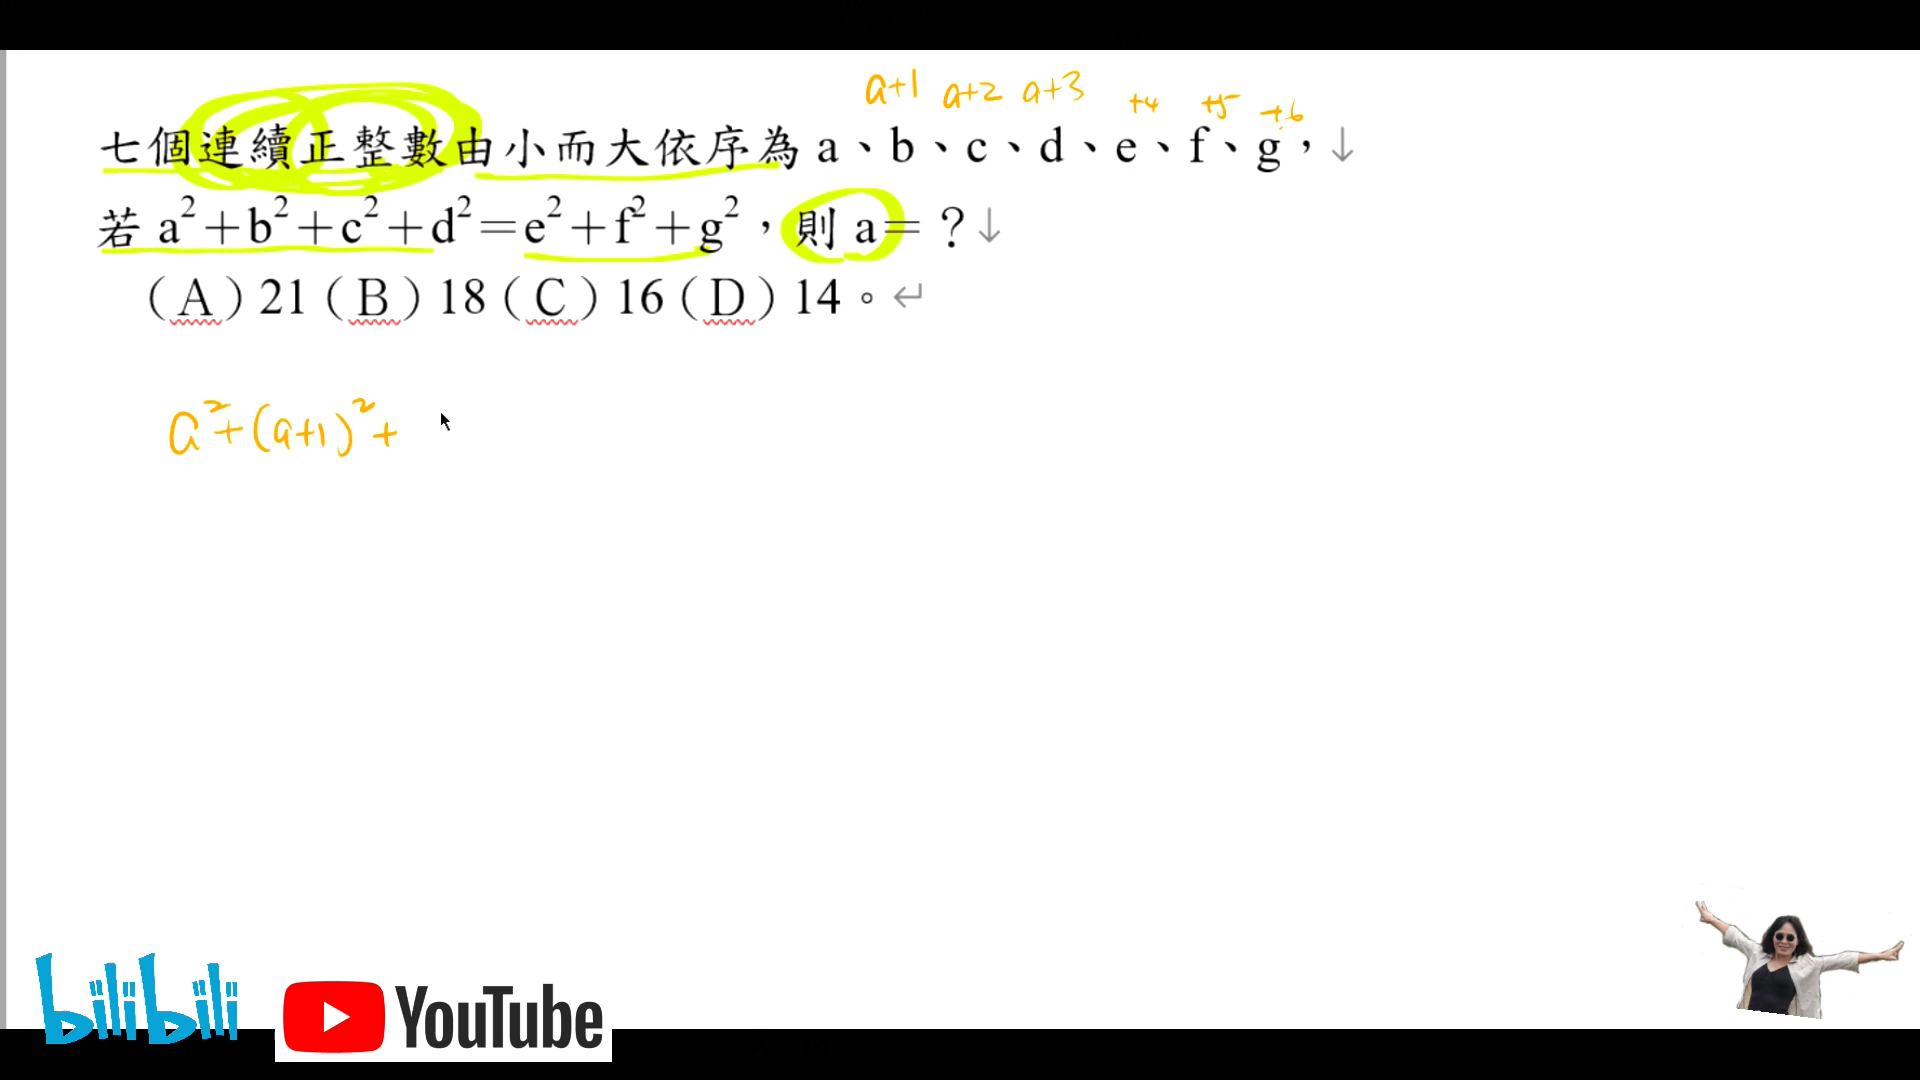 a+1 a+2 a+3 +4 +5 +6
七個連續正整數由小而大依序為 a、b、c、d、e、f、g，↓
若 a²+b²+c²+d²=e²+f²+g²，則 a=？↓
（A）21（B）18（C）16（D）14。↵
a²+(a+1)²+
bilibili
YouTube